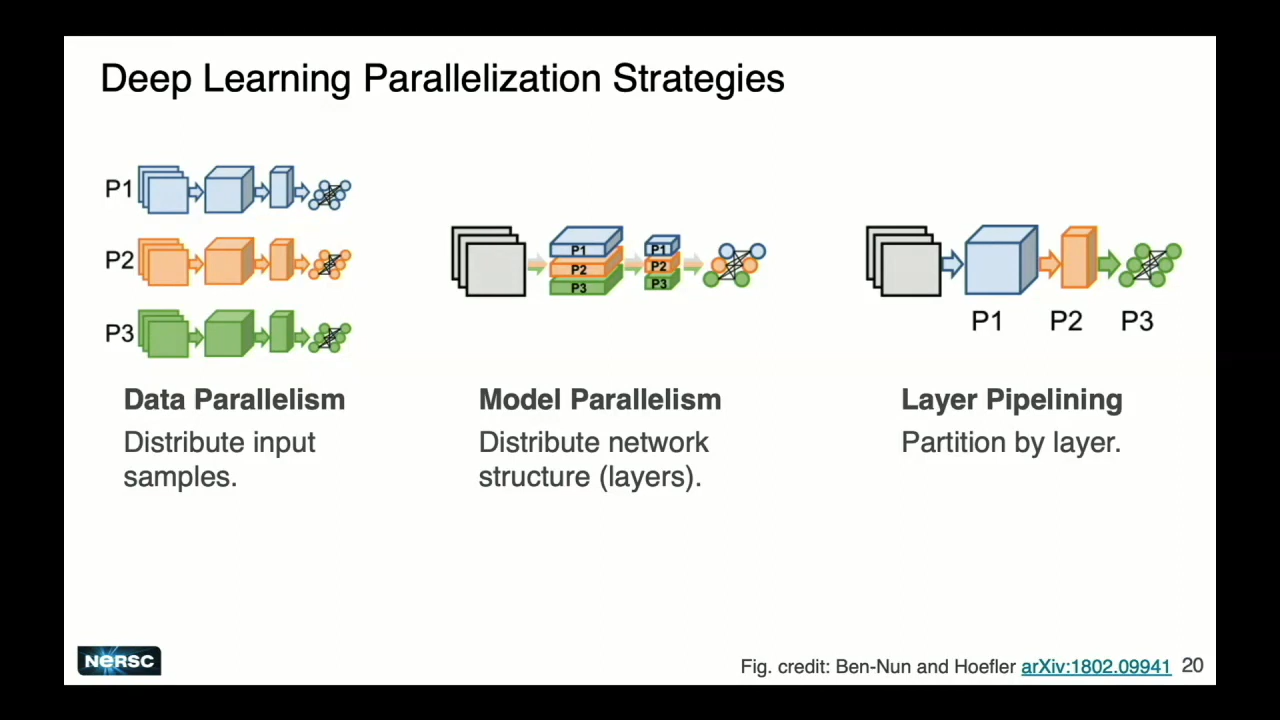 Deep Learning Parallelization Strategies
P1
P2
P3
Data Parallelism
Distribute input
samples.
P1
P2
P3
P1
P2
P3
Model Parallelism
Distribute network
structure (layers).
P1 P2 P3
Layer Pipelining
Partition by layer.
NERSC
Fig. credit: Ben-Nun and Hoefler arXiv:1802.09941 20